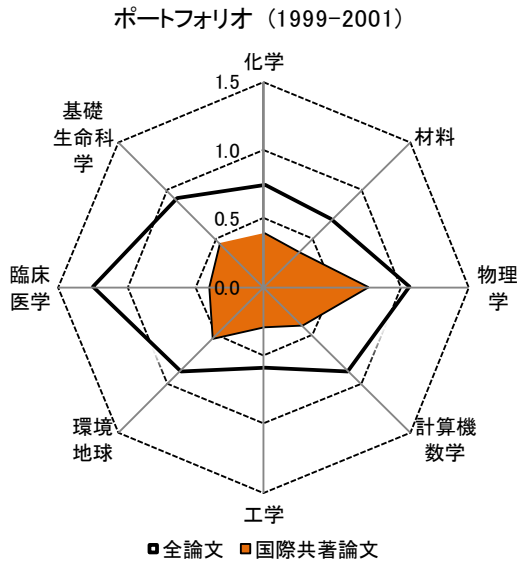 ポートフォリオ (1999-2001)
化学
1.5
基礎
生命科
学
材料
1.0
0.5
臨床
医学
0.0
物理
学
環境
地球
計算機
数学
工学
全論文 国際共著論文